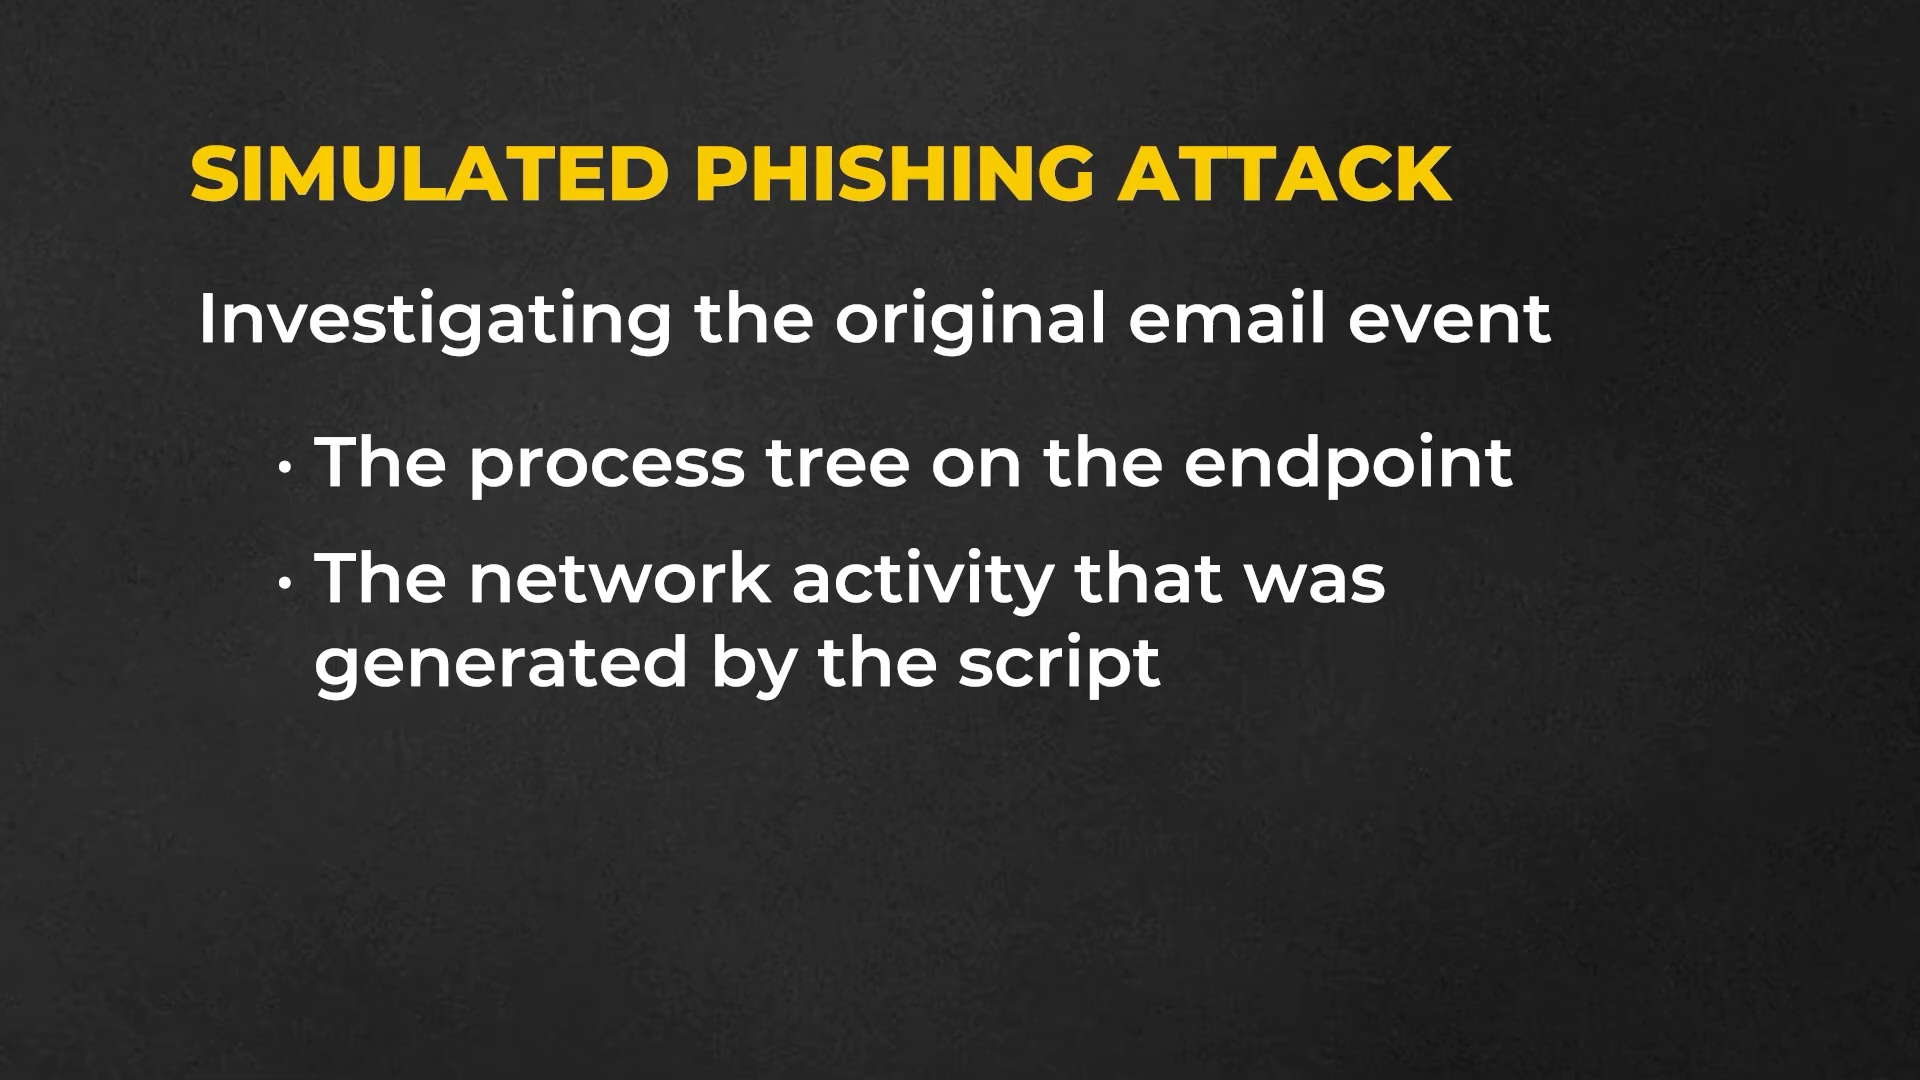 SIMULATED PHISHING ATTACK
Investigating the original email event
• The process tree on the endpoint
• The network activity that was
generated by the script